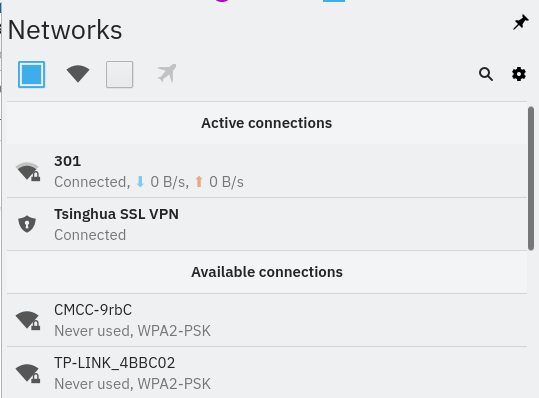 Networks
Active connections
301
Connected, ⬇ 0 B/s, ⬆ 0 B/s
Tsinghua SSL VPN
Connected
Available connections
CMCC-9rbC
Never used, WPA2-PSK
TP-LINK_4BBC02
Never used, WPA2-PSK